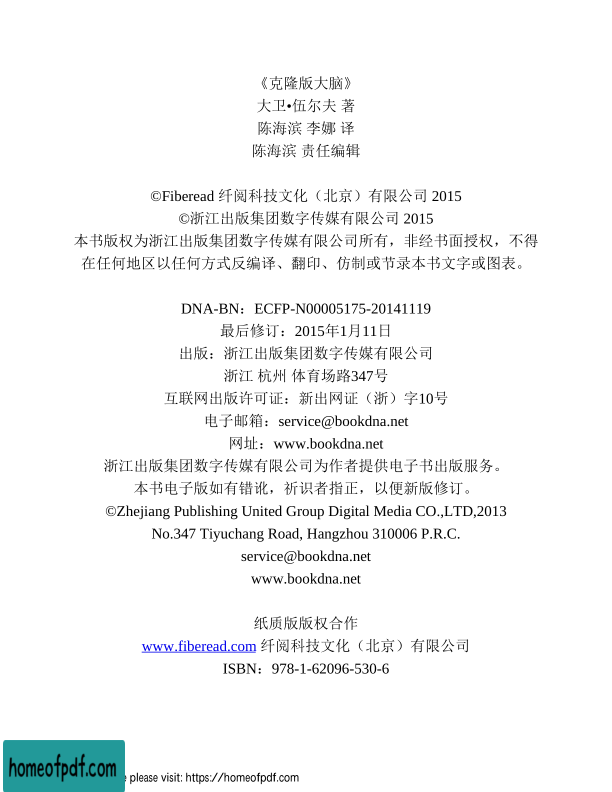 《克隆版大脑》
大卫•伍尔夫 著
陈海滨 李娜 译
陈海滨 责任编辑
©Fiberead 纤阅科技文化（北京）有限公司 2015
©浙江出版集团数字传媒有限公司 2015
本书版权为浙江出版集团数字传媒有限公司所有，非经书面授权，不得
在任何地区以任何方式反编译、翻印、仿制或节录本书文字或图表。
DNA-BN：ECFP-N00005175-20141119
最后修订：2015年1月11日
出版：浙江出版集团数字传媒有限公司
浙江 杭州 体育场路347号
互联网出版许可证：新出网证（浙）字10号
电子邮箱：service@bookdna.net
网址：www.bookdna.net
浙江出版集团数字传媒有限公司为作者提供电子书出版服务。
本书电子版如有错讹，祈识者指正，以便新版修订。
©Zhejiang Publishing United Group Digital Media CO.,LTD,2013
No.347 Tiyuchang Road, Hangzhou 310006 P.R.C.
service@bookdna.net
www.bookdna.net
纸质版版权合作
www.fiberead.com 纤阅科技文化（北京）有限公司
ISBN：978-1-62096-530-6
homeofpdf.com
please visit: https://homeofpdf.com